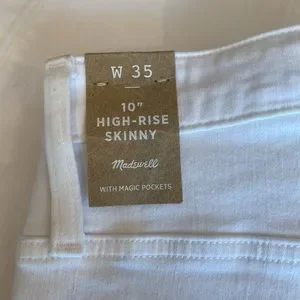 W 35
10"
HIGH-RISE
SKINNY
Madewell
WITH MAGIC POCKETS